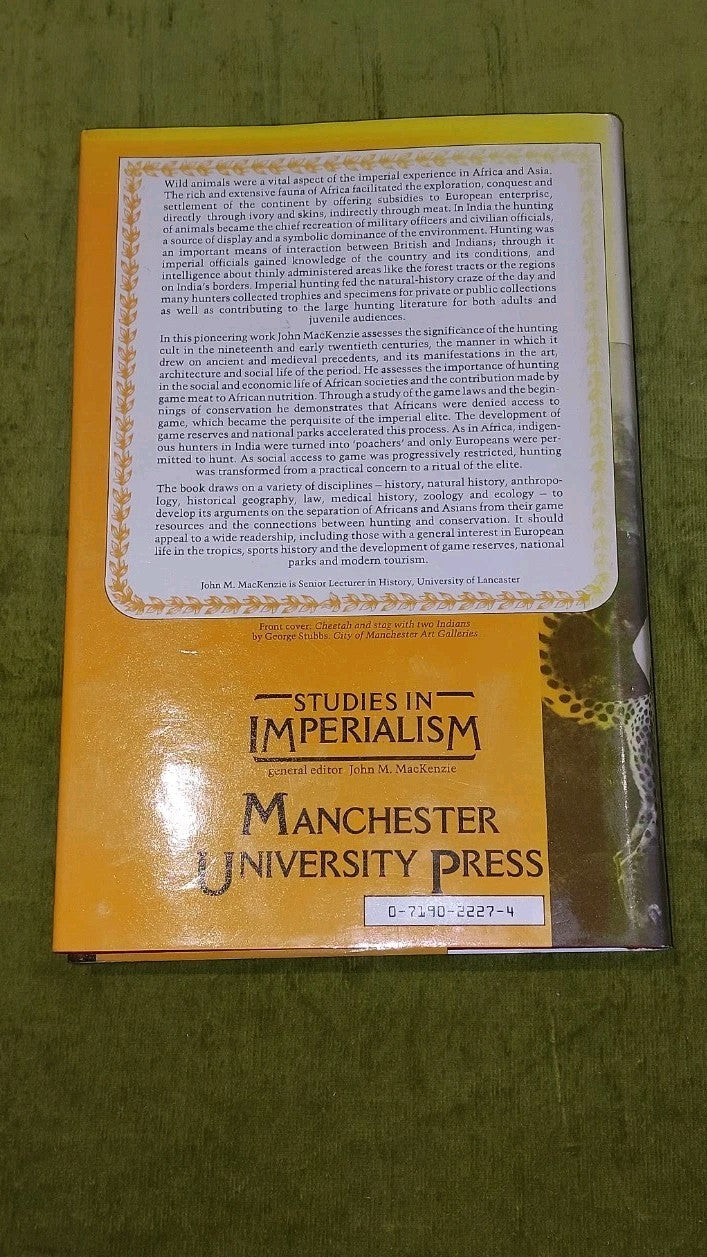 Wild animals were a vital aspect of the imperial experience in Africa and Asia.
The rich and extensive fauna of Africa facilitated the exploration, conquest and
settlement of the continent by offering subsidies to European enterprise,
directly through ivory and skins, indirectly through meat. In India the hunting
of animals became the chief recreation of military officers and civilian officials,
a source of display and a symbolic dominance of the environment. Hunting was
an important means of interaction between British and Indians; through it
imperial officials gained knowledge of the country and its conditions, and
intelligence about thinly administered areas like the forest tracts or the regions
on India's borders. Imperial hunting fed the natural-history craze of the day and
many hunters collected trophies and specimens for private or public collections
as well as contributing to the large hunting literature for both adults and
juvenile audiences.
In this pioneering work John MacKenzie assesses the significance of the hunting
cult in the nineteenth and early twentieth centuries, the manner in which it
drew on ancient and medieval precedents, and its manifestations in the art,
architecture and social life of the period. He assesses the importance of hunting
in the social and economic life of African societies and the contribution made by
game meat to African nutrition. Through a study of the game laws and the begin-
nings of conservation he demonstrates that Africans were denied access to
game, which became the perquisite of the imperial elite. The development of
game reserves and national parks accelerated this process. As in Africa, indigen-
ous hunters in India were turned into 'poachers' and only Europeans were per-
mitted to hunt. As social access to game was progressively restricted, hunting
was transformed from a practical concern to a ritual of the elite.
The book draws on a variety of disciplines – history, natural history, anthropo-
logy, historical geography, law, medical history, zoology and ecology – to
develop its arguments on the separation of Africans and Asians from their game
resources and the connections between hunting and conservation. It should
appeal to a wide readership, including those with a general interest in European
life in the tropics, sports history and the development of game reserves, national
parks and modern tourism.
John M. MacKenzie is Senior Lecturer in History, University of Lancaster
Front cover: Cheetah and stag with two Indians
by George Stubbs. City of Manchester Art Galleries
STUDIES IN
IMPERIALISM
general editor John M. MacKenzie
MANCHESTER
UNIVERSITY PRESS
0-7190-2227-4